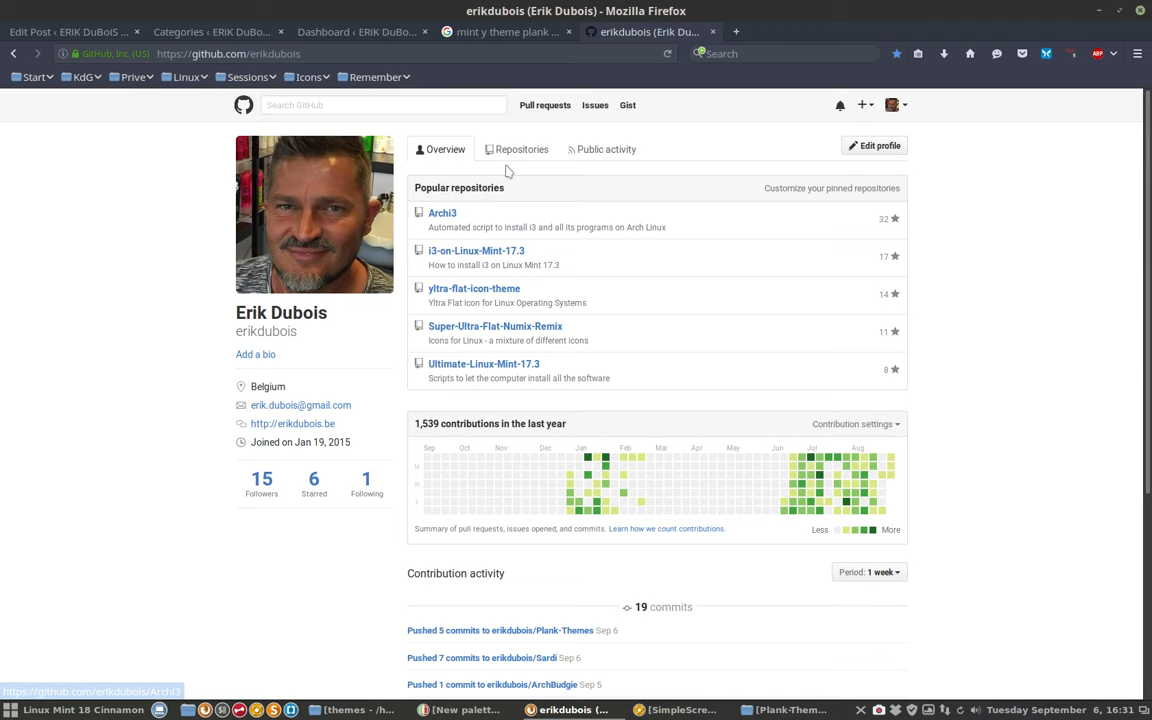 erikdubois (Erik Dubois) - Mozilla Firefox
Edit Post ‹ ERIK DuBoiS ...
Categories ‹ ERIK DuBo...
Dashboard ‹ ERIK DuBo...
mint y theme plank ...
erikdubois (Erik Du...
GitHub, Inc. (US)
https://github.com/erikdubois
Search
ABP
Start
KdG
Prive
Linux
Sessions
Icons
Remember
Search GitHub
Pull requests
Issues
Gist
Overview
Repositories
Public activity
Edit profile
Popular repositories
Customize your pinned repositories
Archi3
32
Automated script to install i3 and all its programs on Arch Linux
i3-on-Linux-Mint-17.3
17
How to install i3 on Linux Mint 17.3
yltra-flat-icon-theme
14
Yltra Flat icon for Linux Operating Systems
Super-Ultra-Flat-Numix-Remix
11
Icons for Linux - a mixture of different icons
Ultimate-Linux-Mint-17.3
8
Scripts to let the computer install all the software
Erik Dubois
erikdubois
Add a bio
Belgium
erik.dubois@gmail.com
http://erikdubois.be
Joined on Jan 19, 2015
15
Followers
6
Starred
1
Following
1,539 contributions in the last year
Contribution settings
Sep Oct Nov Dec Jan Feb Mar Apr May Jun Jul Aug
M
W
F
Summary of pull requests, issues opened, and commits. Learn how we count contributions.
Less
More
Contribution activity
Period: 1 week
19 commits
Pushed 5 commits to erikdubois/Plank-Themes Sep 6
Pushed 7 commits to erikdubois/Sardi Sep 6
Pushed 1 commit to erikdubois/ArchBudgie Sep 5
https://github.com/erikdubois/Archi3
Linux Mint 18 Cinnamon
[themes - /h...
[New palett...
erikdubois (...
[SimpleScre...
[Plank-Them...
Tuesday September 6, 16:31